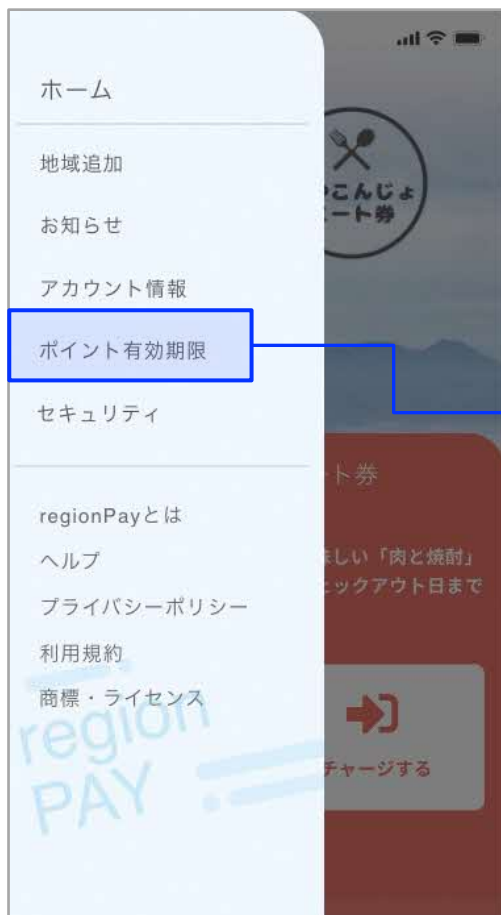 ホーム
地域追加
お知らせ
アカウント情報
ポイント有効期限
セキュリティ
regionPayとは
ヘルプ
プライバシーポリシー
利用規約
商標・ライセンス
region
PAY
こんじょ
ート券
ート券
しい「肉と焼酎」
ックアウト日まで
チャージする